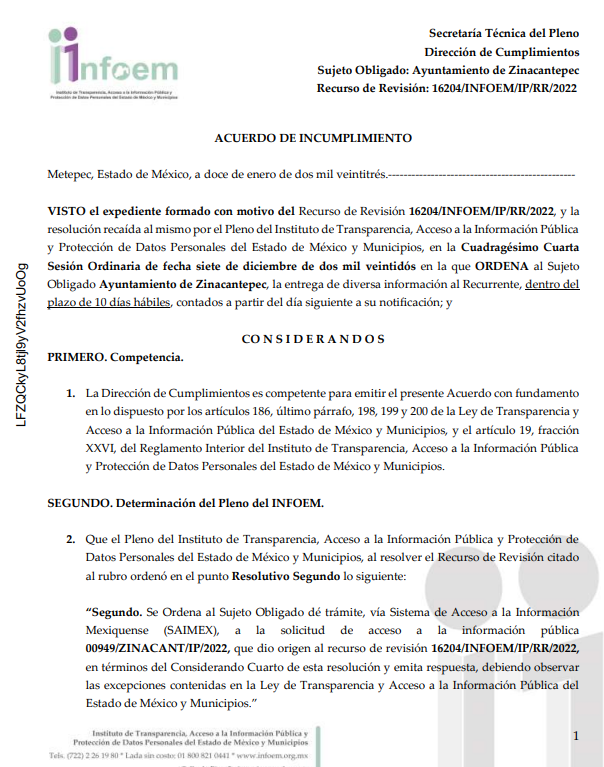 infoem
Instituto de Transparencia, Acceso a la Información Pública y
Protección de Datos Personales del Estado de México y Municipios
Secretaría Técnica del Pleno
Dirección de Cumplimientos
Sujeto Obligado: Ayuntamiento de Zinacantepec
Recurso de Revisión: 16204/INFOEM/IP/RR/2022
ACUERDO DE INCUMPLIMIENTO
Metepec, Estado de México, a doce de enero de dos mil veintitrés.------------------------------------------------
VISTO el expediente formado con motivo del Recurso de Revisión 16204/INFOEM/IP/RR/2022, y la
resolución recaída al mismo por el Pleno del Instituto de Transparencia, Acceso a la Información Pública
y Protección de Datos Personales del Estado de México y Municipios, en la Cuadragésimo Cuarta
Sesión Ordinaria de fecha siete de diciembre de dos mil veintidós en la que ORDENA al Sujeto
Obligado Ayuntamiento de Zinacantepec, la entrega de diversa información al Recurrente, dentro del
plazo de 10 días hábiles, contados a partir del día siguiente a su notificación; y
LFZQCkyL8tjl9yV2fhzvUoOg
C O N S I D E R A N D O S
PRIMERO. Competencia.
1. La Dirección de Cumplimientos es competente para emitir el presente Acuerdo con fundamento
en lo dispuesto por los artículos 186, último párrafo, 198, 199 y 200 de la Ley de Transparencia y
Acceso a la Información Pública del Estado de México y Municipios, y el artículo 19, fracción
XXVI, del Reglamento Interior del Instituto de Transparencia, Acceso a la Información Pública
y Protección de Datos Personales del Estado de México y Municipios.
SEGUNDO. Determinación del Pleno del INFOEM.
2. Que el Pleno del Instituto de Transparencia, Acceso a la Información Pública y Protección de
Datos Personales del Estado de México y Municipios, al resolver el Recurso de Revisión citado
al rubro ordenó en el punto Resolutivo Segundo lo siguiente:
“Segundo. Se Ordena al Sujeto Obligado dé trámite, vía Sistema de Acceso a la Información
Mexiquense (SAIMEX), a la solicitud de acceso a la información pública
00949/ZINACANT/IP/2022, que dio origen al recurso de revisión 16204/INFOEM/IP/RR/2022,
en términos del Considerando Cuarto de esta resolución y emita respuesta, debiendo observar
las excepciones contenidas en la Ley de Transparencia y Acceso a la Información Pública del
Estado de México y Municipios.”
Instituto de Transparencia, Acceso a la Información Pública y
Protección de Datos Personales del Estado de México y Municipios
Tels. (722) 2 26 19 80 * Lada sin costo: 01 800 821 0441 * www.infoem.org.mx
1